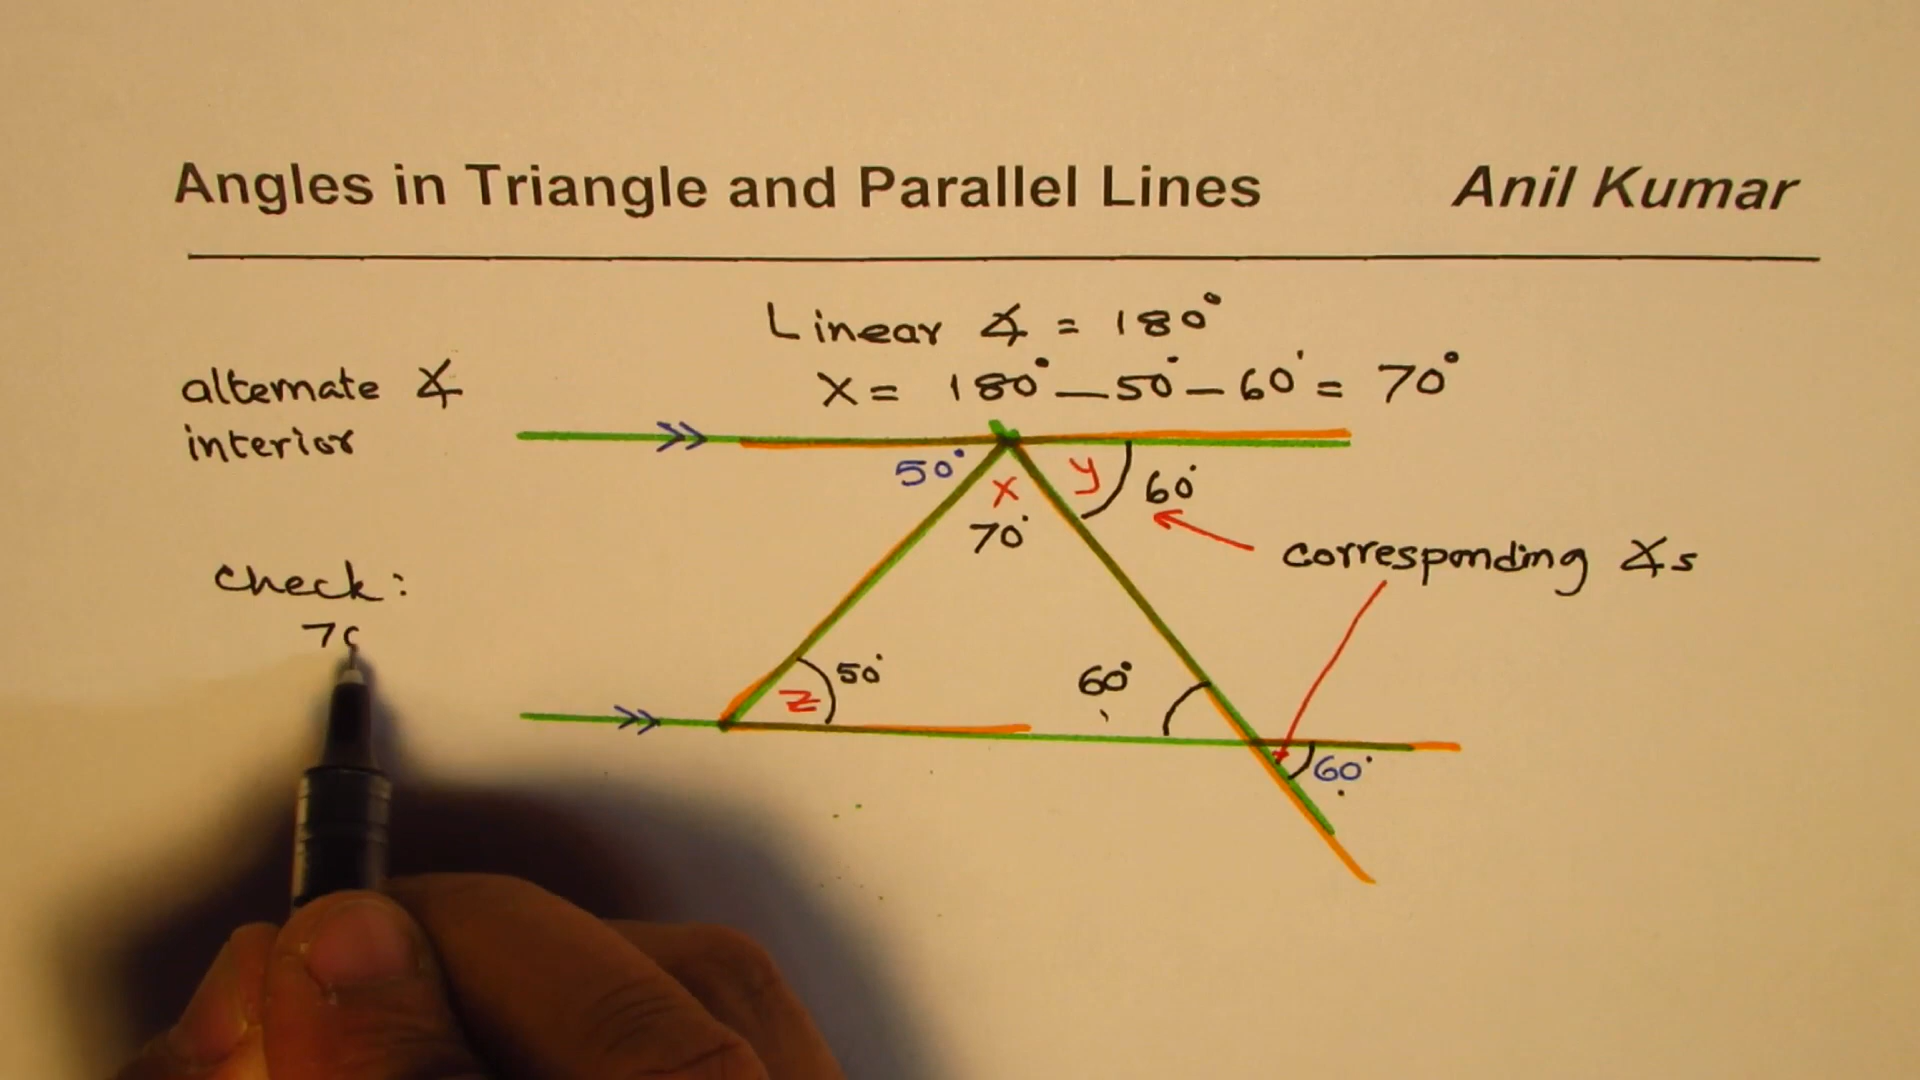 Angles in Triangle and Parallel Lines Anil Kumar
Linear ∡ = 180°
x = 180° - 50° - 60° = 70°
alternate ∡
interior
50° x y 60°
70°
corresponding ∡s
check:
70
z 50° 60°
60°